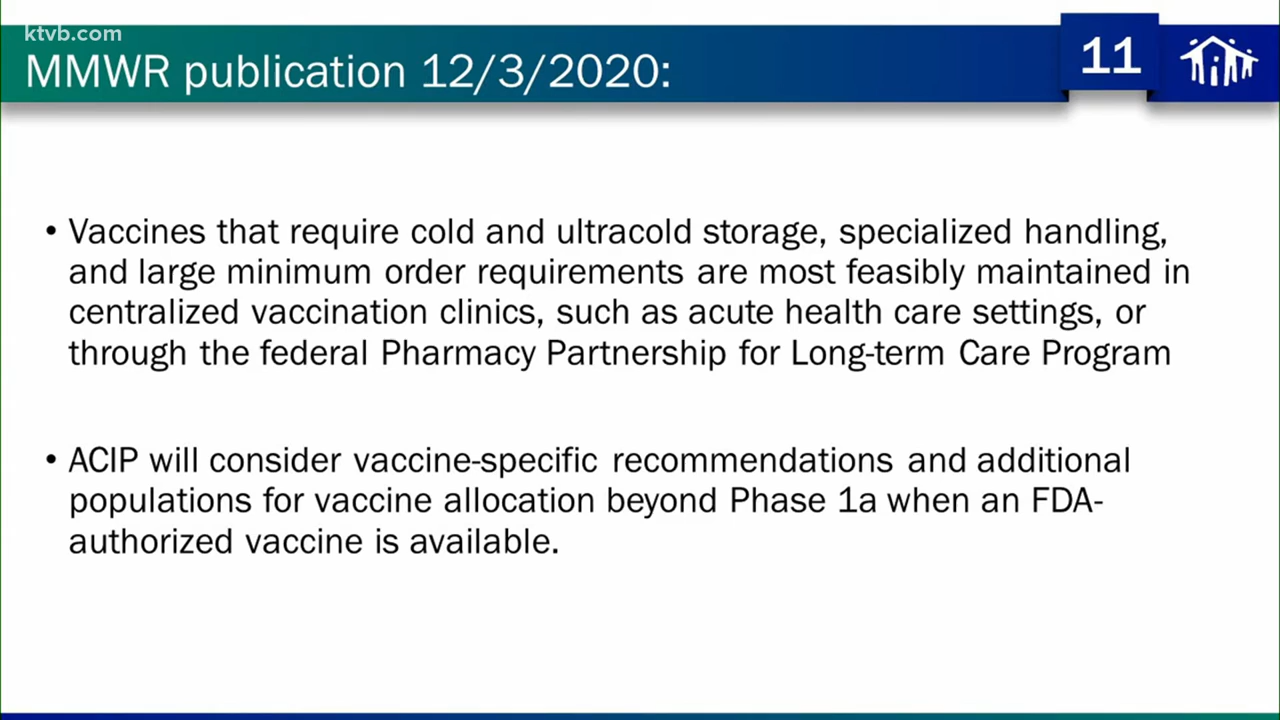 ktvb.com
MMWR publication 12/3/2020:
11
• Vaccines that require cold and ultracold storage, specialized handling,
and large minimum order requirements are most feasibly maintained in
centralized vaccination clinics, such as acute health care settings, or
through the federal Pharmacy Partnership for Long-term Care Program
• ACIP will consider vaccine-specific recommendations and additional
populations for vaccine allocation beyond Phase 1a when an FDA-
authorized vaccine is available.